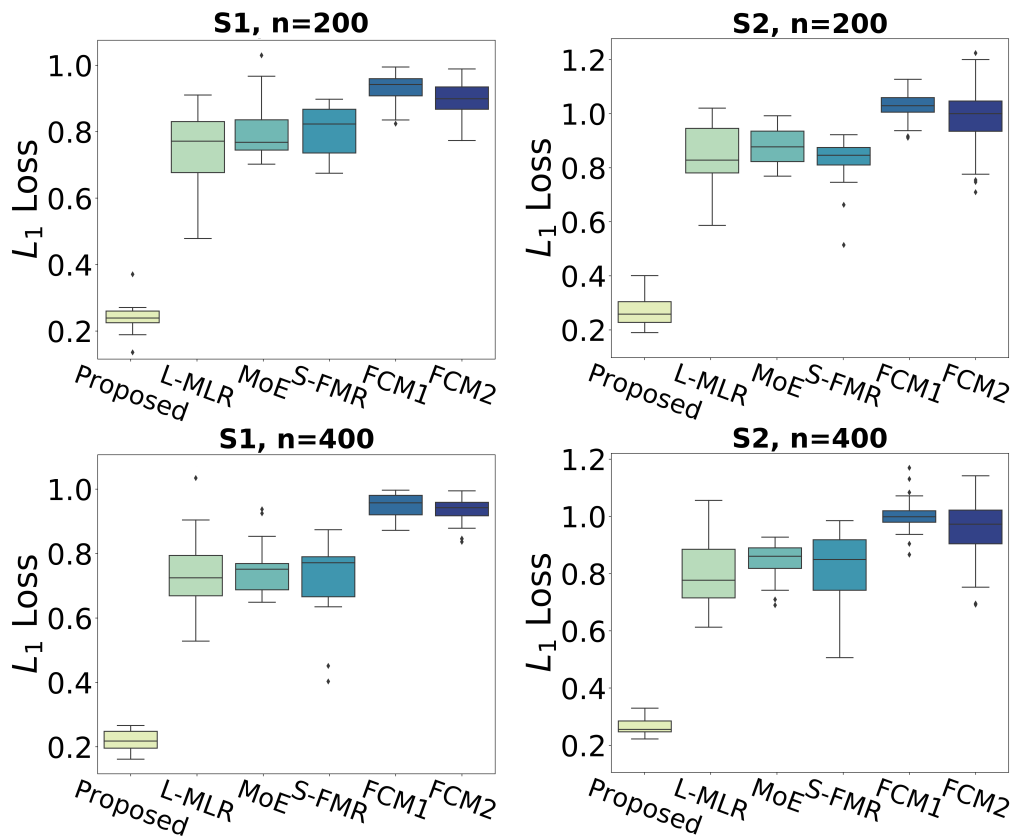 S1, n=200
L1 Loss
1.0
0.8
0.6
0.4
0.2
Proposed
L-MLR
MoE
S-FMR
FCM1
FCM2
S2, n=200
L1 Loss
1.2
1.0
0.8
0.6
0.4
0.2
Proposed
L-MLR
MoE
S-FMR
FCM1
FCM2
S1, n=400
L1 Loss
1.0
0.8
0.6
0.4
0.2
Proposed
L-MLR
MoE
S-FMR
FCM1
FCM2
S2, n=400
L1 Loss
1.2
1.0
0.8
0.6
0.4
0.2
Proposed
L-MLR
MoE
S-FMR
FCM1
FCM2